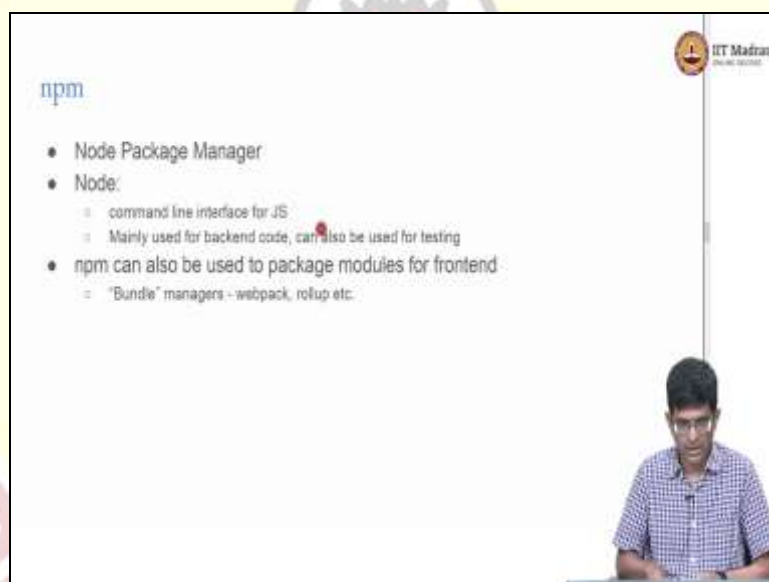 IIT Madras
ONLINE DEGREE
npm
● Node Package Manager
● Node:
○ command line interface for JS
○ Mainly used for backend code, can also be used for testing
● npm can also be used to package modules for frontend
○ "Bundle" managers - webpack, rollup etc.